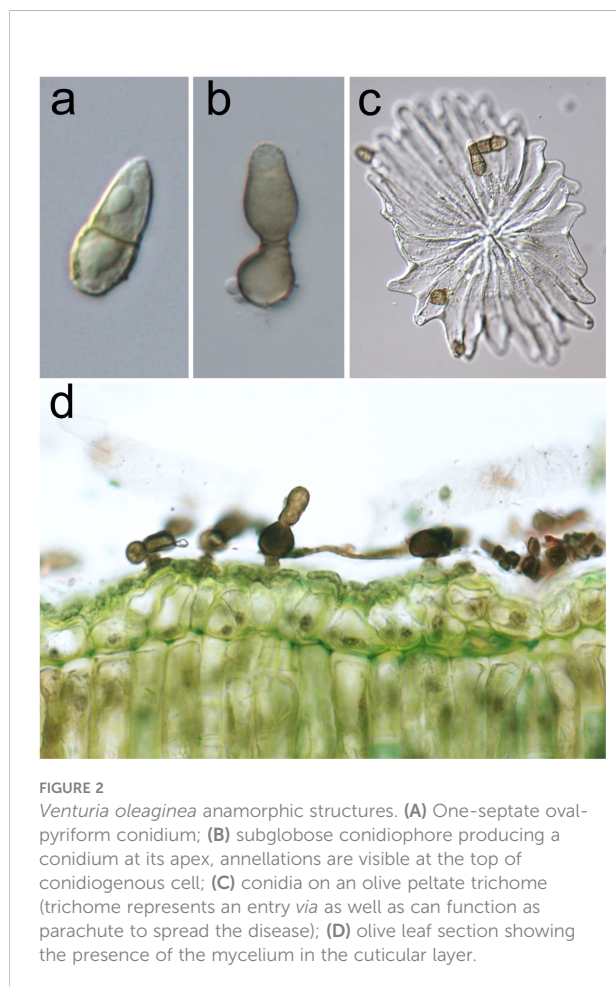 a
b
c
d
FIGURE 2
Venturia oleaginea anamorphic structures. (A) One-septate oval-
pyriform conidium; (B) subglobose conidiophore producing a
conidium at its apex, annellations are visible at the top of
conidiogenous cell; (C) conidia on an olive peltate trichome
(trichome represents an entry via as well as can function as
parachute to spread the disease); (D) olive leaf section showing
the presence of the mycelium in the cuticular layer.